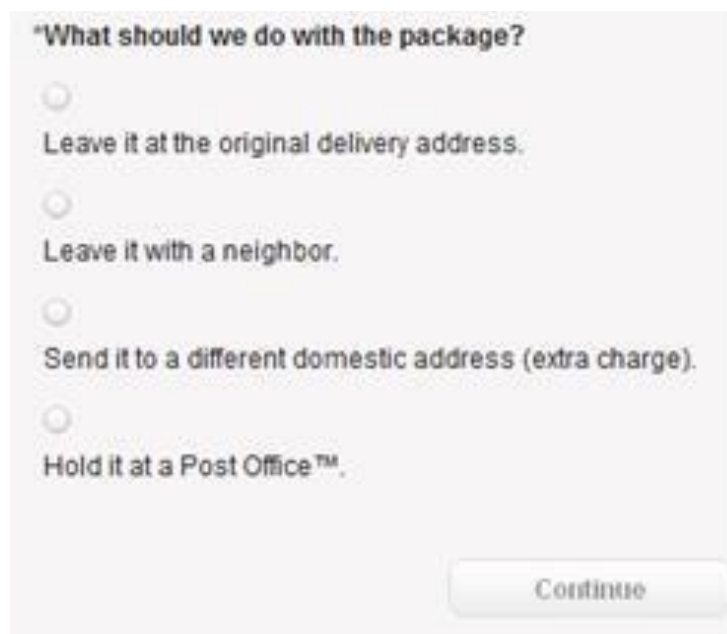 *What should we do with the package?
Leave it at the original delivery address.
Leave it with a neighbor.
Send it to a different domestic address (extra charge).
Hold it at a Post Office™.
Continue